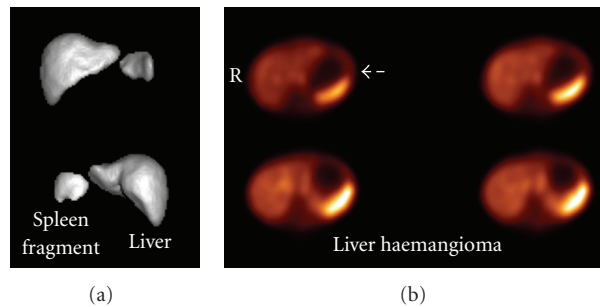 R
Spleen
fragment
Liver
Liver haemangioma
(a)
(b)